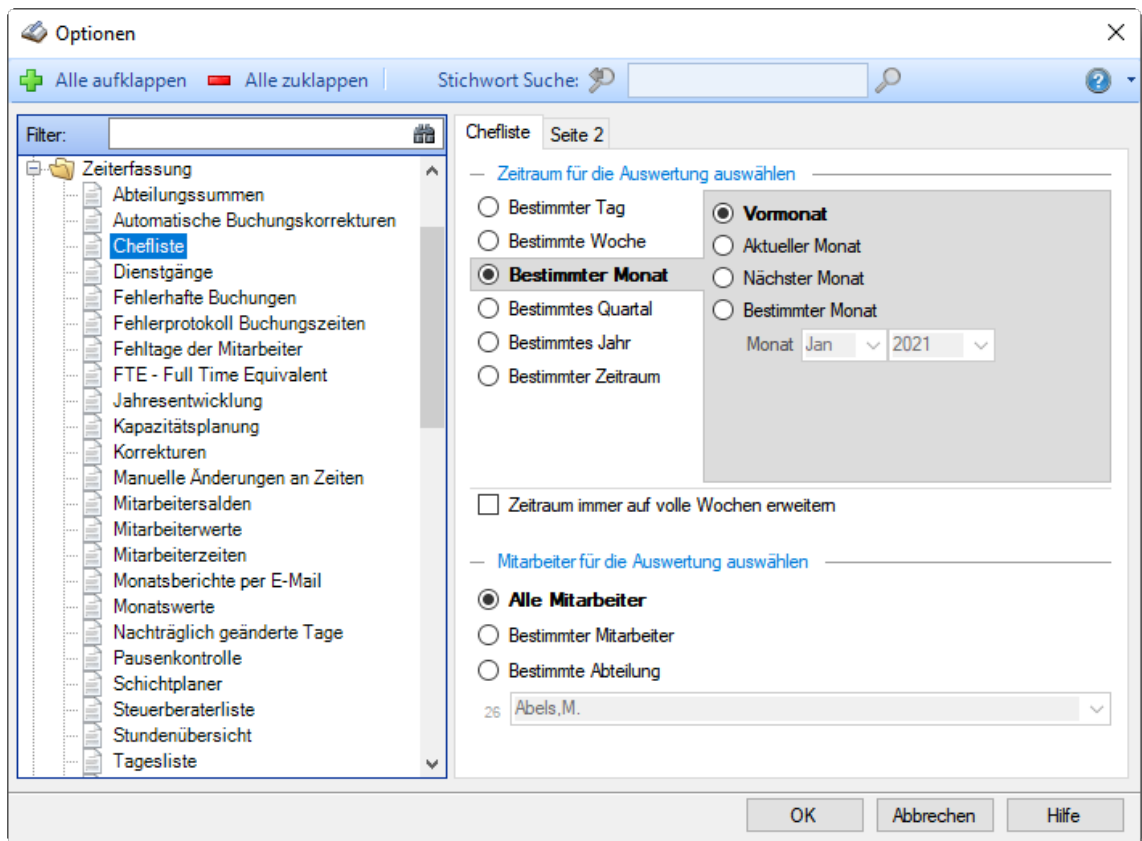 Optionen
Alle aufklappen Alle zuklappen Stichwort Suche:
Filter:
Zeiterfassung
Abteilungssummen
Automatische Buchungskorrekturen
Chefliste
Dienstgänge
Fehlerhafte Buchungen
Fehlerprotokoll Buchungszeiten
Fehltage der Mitarbeiter
FTE - Full Time Equivalent
Jahresentwicklung
Kapazitätsplanung
Korrekturen
Manuelle Änderungen an Zeiten
Mitarbeitersalden
Mitarbeiterwerte
Mitarbeiterzeiten
Monatsberichte per E-Mail
Monatswerte
Nachträglich geänderte Tage
Pausenkontrolle
Schichtplaner
Steuerberaterliste
Stundenübersicht
Tagesliste
Chefliste Seite 2
Zeitraum für die Auswertung auswählen
Bestimmter Tag
Bestimmte Woche
Bestimmter Monat
Bestimmtes Quartal
Bestimmtes Jahr
Bestimmter Zeitraum
Vormonat
Aktueller Monat
Nächster Monat
Bestimmter Monat
Monat Jan 2021
Zeitraum immer auf volle Wochen erweitern
Mitarbeiter für die Auswertung auswählen
Alle Mitarbeiter
Bestimmter Mitarbeiter
Bestimmte Abteilung
26 Abels,M.
OK Abbrechen Hilfe